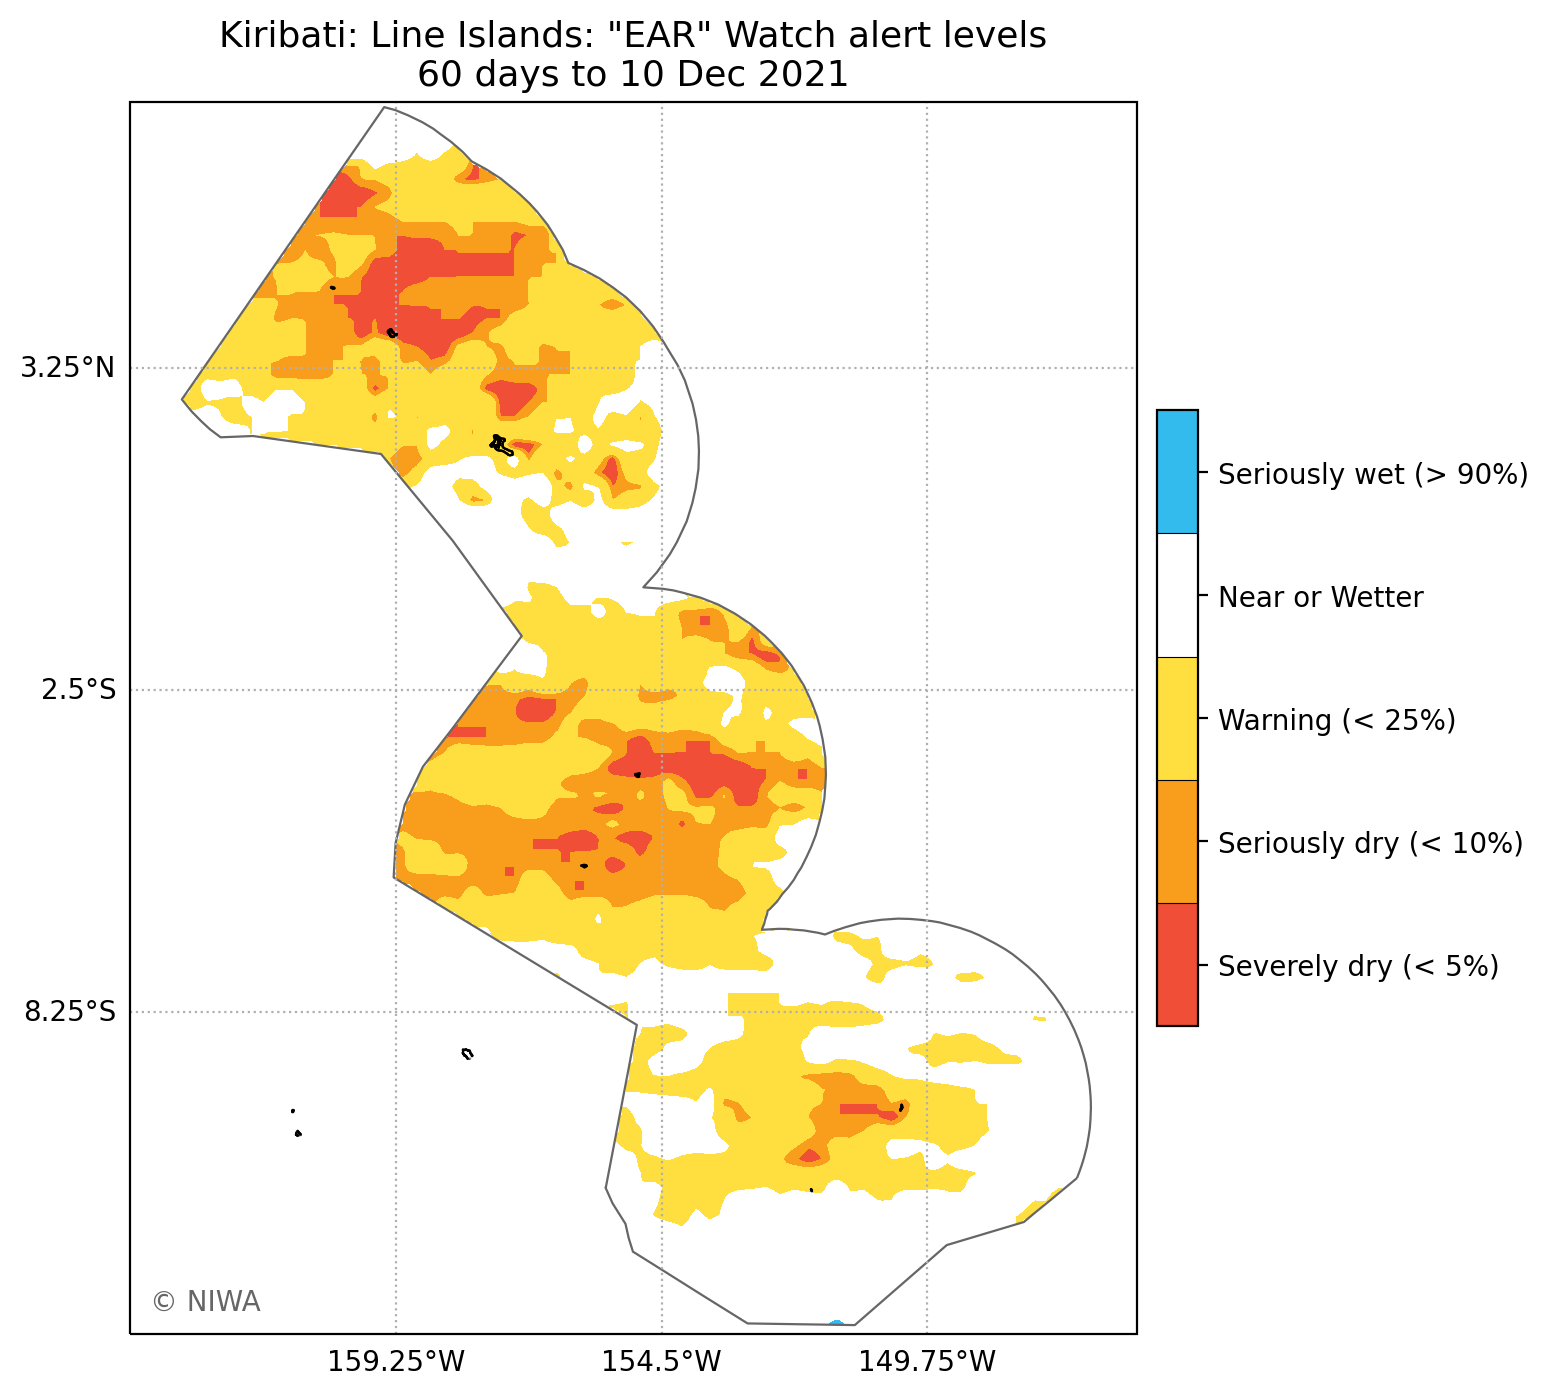 Kiribati: Line Islands: "EAR" Watch alert levels
60 days to 10 Dec 2021
3.25°N
2.5°S
8.25°S
159.25°W
154.5°W
149.75°W
© NIWA
Seriously wet (> 90%)
Near or Wetter
Warning (< 25%)
Seriously dry (< 10%)
Severely dry (< 5%)